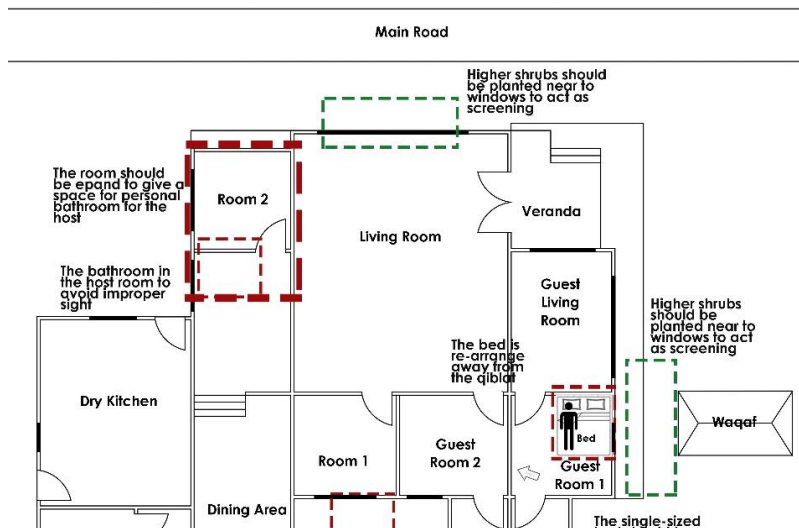 Main Road
Higher shrubs should
be planted near to
windows to act as
screening
The room should
be epand to give a
space for personal
bathroom for the
host
Room 2
Living Room
Veranda
The bathroom in
the host room to
avoid improper
sight
Guest
Living
Room
Higher shrubs
should be
planted near to
windows to act
as screening
The bed is
re-arrange
away from
the qiblat
Dry Kitchen
Bed
Waqaf
Room 1
Guest
Room 2
Guest
Room 1
Dining Area
The single-sized